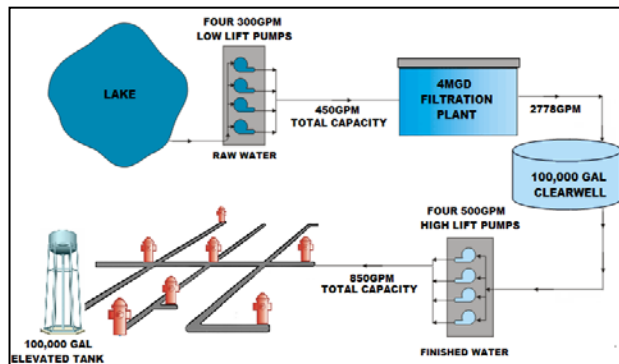 FOUR 300GPM
LOW LIFT PUMPS
LAKE
450GPM
TOTAL CAPACITY
RAW WATER
4MGD
FILTRATION
PLANT
2778GPM
100,000 GAL
CLEARWELL
FOUR 500GPM
HIGH LIFT PUMPS
850GPM
TOTAL CAPACITY
FINISHED WATER
100,000 GAL
ELEVATED TANK